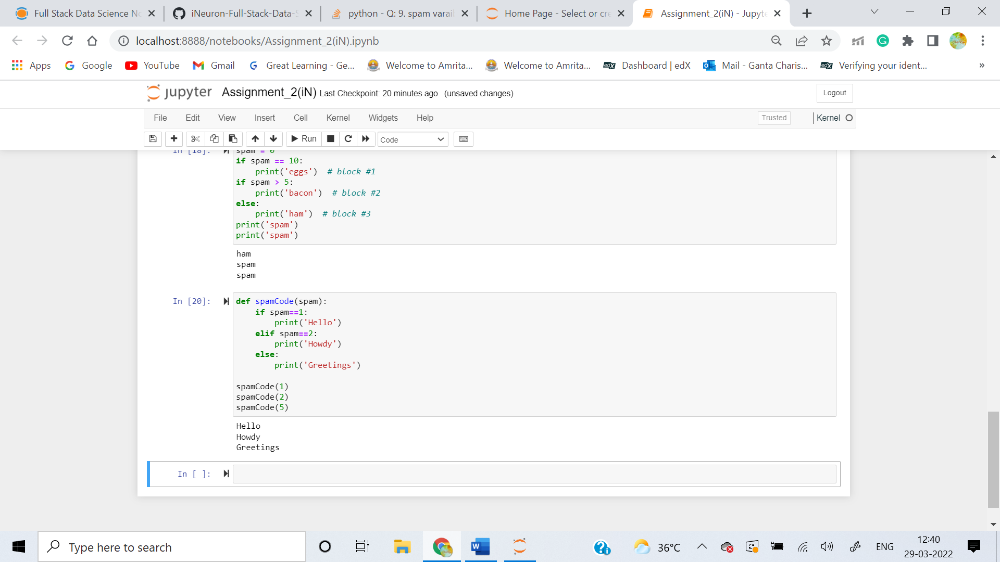 Full Stack Data Science No
iNeuron-Full-Stack-Data-S
python - Q: 9. spam varail
Home Page - Select or cre
Assignment_2(iN) - Jupyte
localhost:8888/notebooks/Assignment_2(iN).ipynb
Apps
Google
YouTube
Gmail
Great Learning - Ge...
Welcome to Amrita...
Welcome to Amrita...
edX Dashboard | edX
Mail - Ganta Charis...
edX Verifying your ident...
»
jupyter Assignment_2(iN) Last Checkpoint: 20 minutes ago (unsaved changes)
Logout
File Edit View Insert Cell Kernel Widgets Help
Trusted
Kernel
Run
Code
In [18]: spam = 0
if spam == 10:
    print('eggs')  # block #1
if spam > 5:
    print('bacon')  # block #2
else:
    print('ham')  # block #3
print('spam')
print('spam')
ham
spam
spam
In [20]: def spamCode(spam):
    if spam==1:
        print('Hello')
    elif spam==2:
        print('Howdy')
    else:
        print('Greetings')
spamCode(1)
spamCode(2)
spamCode(5)
Hello
Howdy
Greetings
In [ ]:
Type here to search
36°C
ENG
12:40
29-03-2022